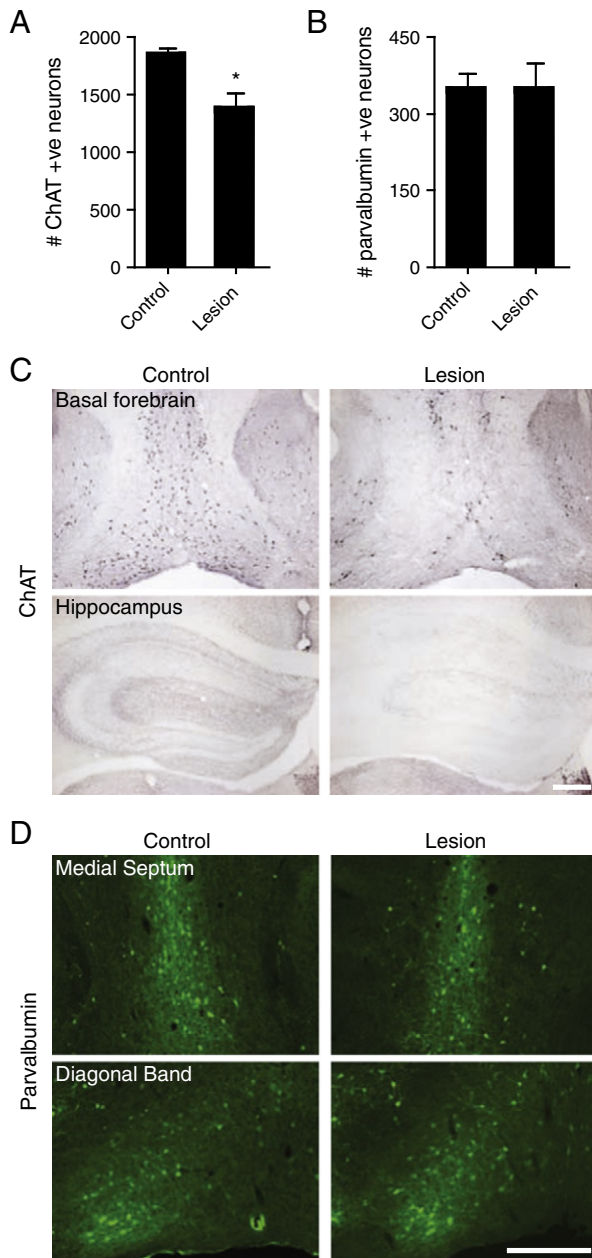 A
# ChAT +ve neurons
2000
1500
1000
500
0
*
Control
Lesion
B
# parvalbumin +ve neurons
450
300
150
0
Control
Lesion
C
Control
Lesion
ChAT
Basal forebrain
Hippocampus
D
Control
Lesion
Parvalbumin
Medial Septum
Diagonal Band